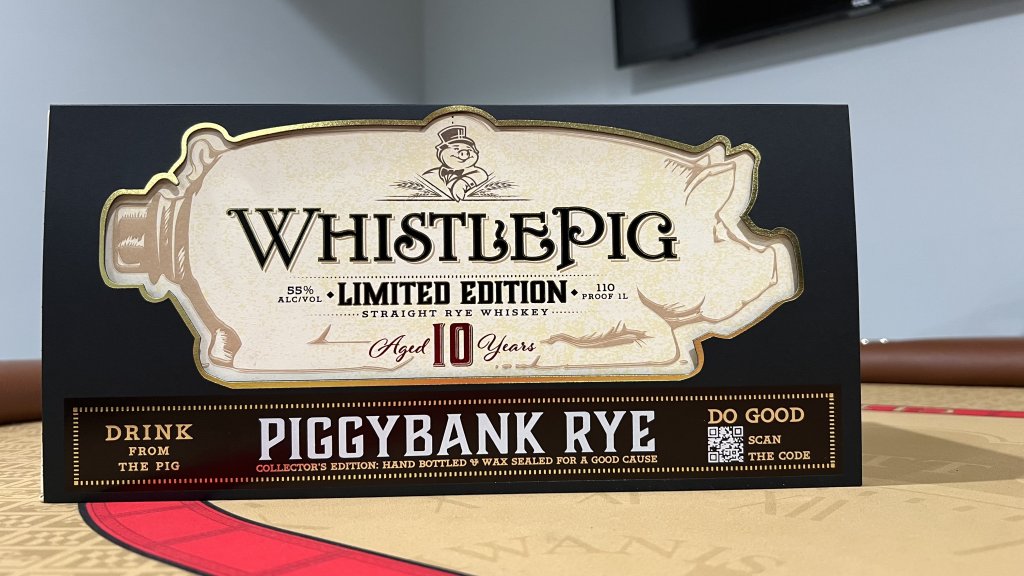 WHISTLEPIG
55%
ALC/VOL
LIMITED EDITION
110
PROOF 1L
STRAIGHT RYE WHISKEY
Aged 10 Years
DRINK
FROM
THE PIG
PIGGYBANK RYE
COLLECTOR'S EDITION: HAND BOTTLED & WAX SEALED FOR A GOOD CAUSE
DO GOOD
SCAN
THE CODE